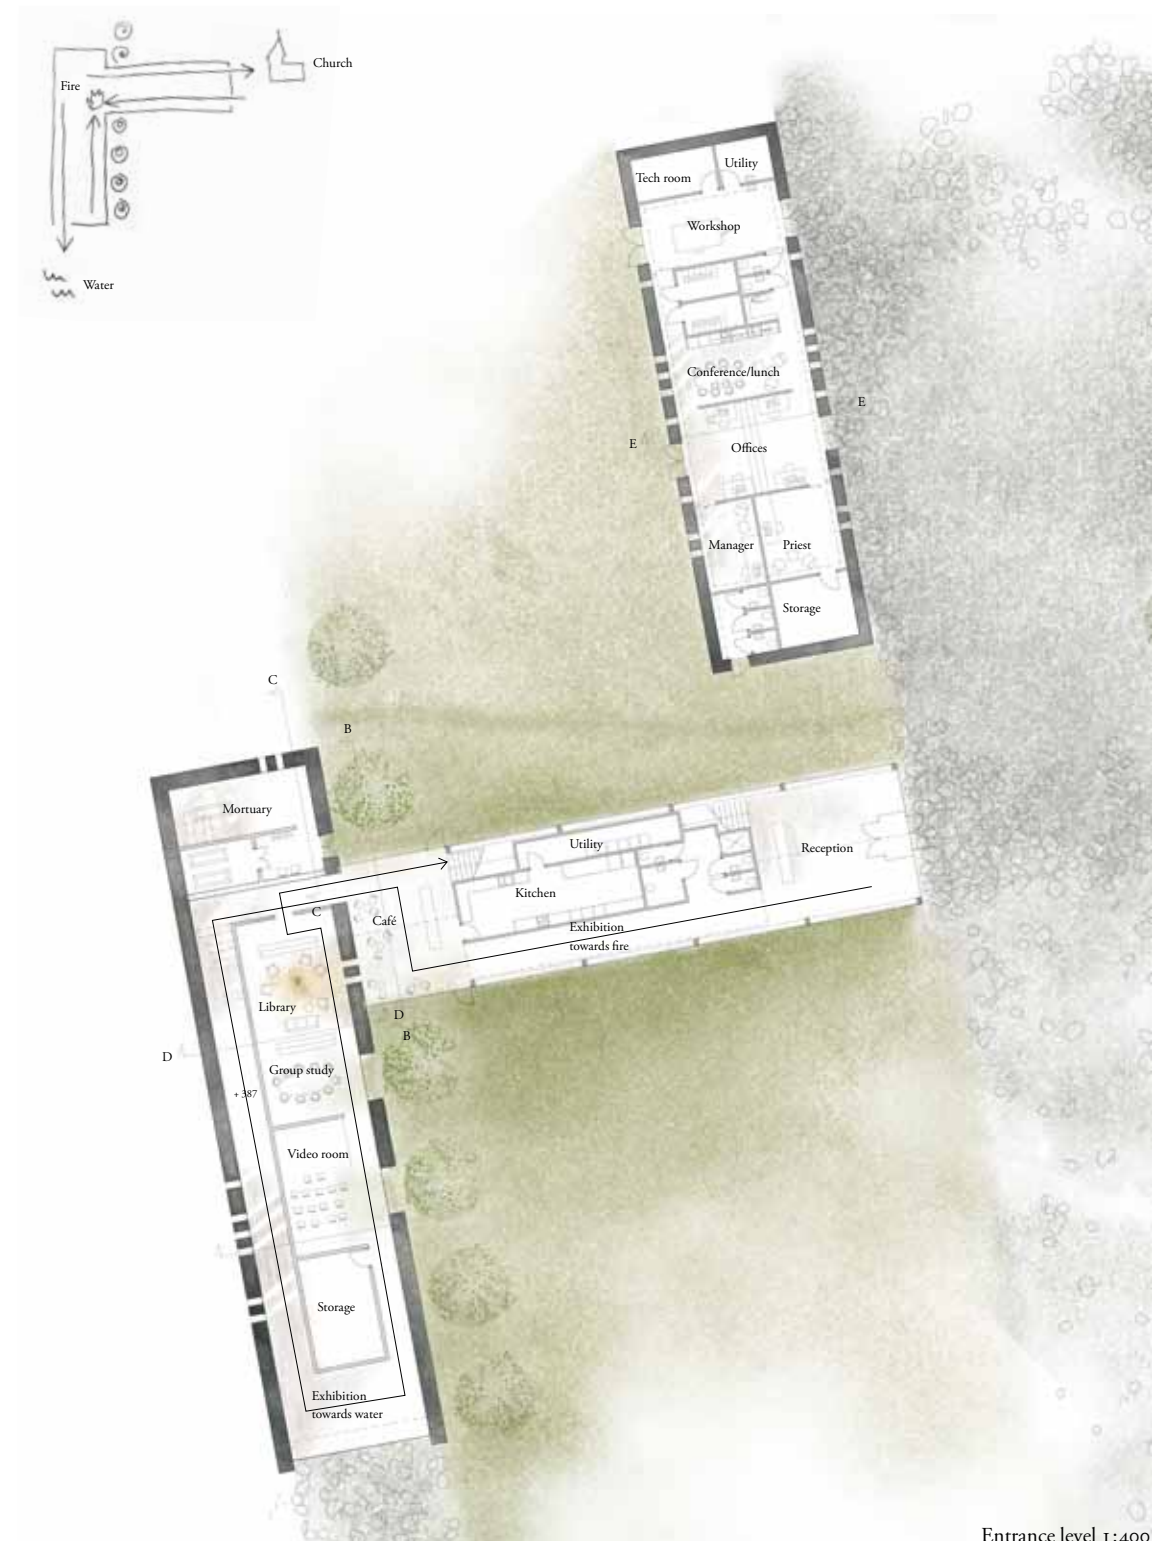 Church
Fire
Water
Utility
Tech room
Workshop
Conference/lunch
E
E
Offices
Manager
Priest
Storage
C
B
Mortuary
Utility
Reception
Kitchen
C
Café
Exhibition
towards fire
Library
D
B
D
Group study
+ 387
Video room
Storage
Exhibition
towards water
Entrance level 1:400